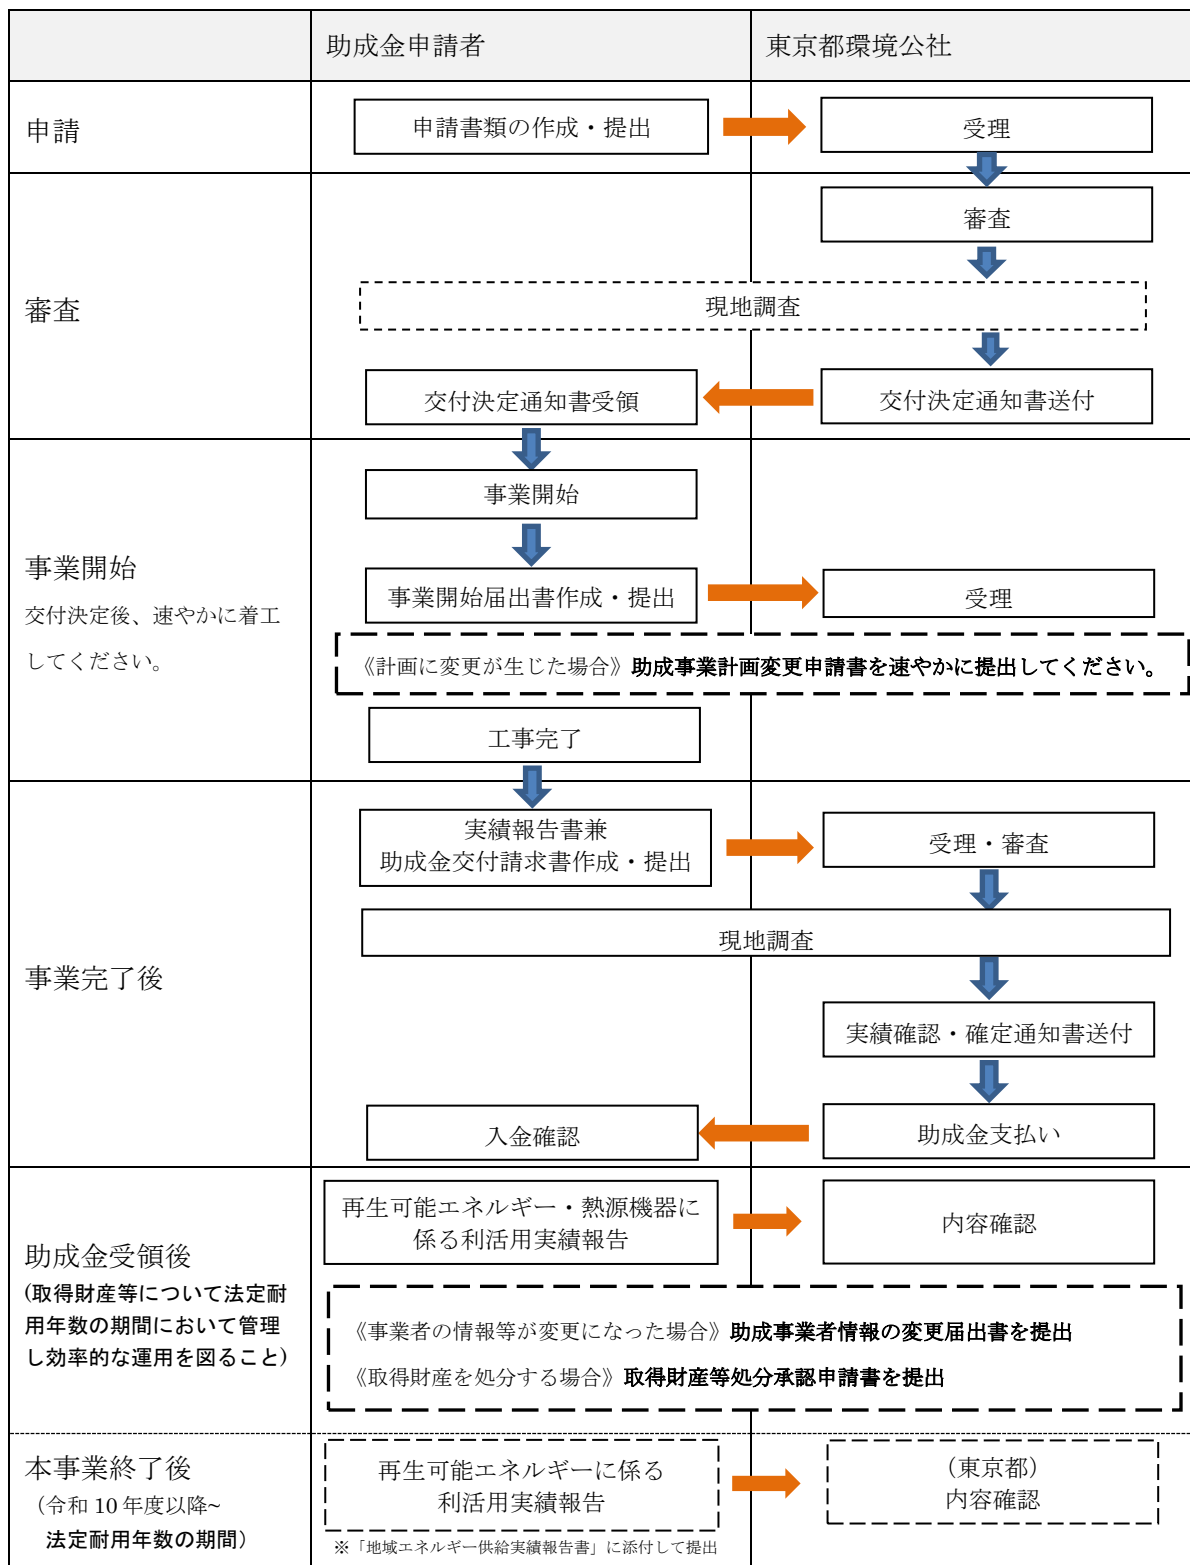 助成金申請者
東京都環境公社
申請
申請書類の作成・提出
受理
審査
審査
現地調査
交付決定通知書受領
交付決定通知書送付
事業開始
交付決定後、速やかに着工
してください。
事業開始
事業開始届出書作成・提出
受理
《計画に変更が生じた場合》助成事業計画変更申請書を速やかに提出してください。
工事完了
事業完了後
実績報告書兼
助成金交付請求書作成・提出
受理・審査
現地調査
実績確認・確定通知書送付
入金確認
助成金支払い
助成金受領後
(取得財産等について法定耐
用年数の期間において管理
し効率的な運用を図ること)
再生可能エネルギー・熱源機器に
係る利活用実績報告
内容確認
《事業者の情報等が変更になった場合》助成事業者情報の変更届出書を提出
《取得財産を処分する場合》取得財産等処分承認申請書を提出
本事業終了後
（令和 10 年度以降~
法定耐用年数の期間）
再生可能エネルギーに係る
利活用実績報告
（東京都）
内容確認
※「地域エネルギー供給実績報告書」に添付して提出